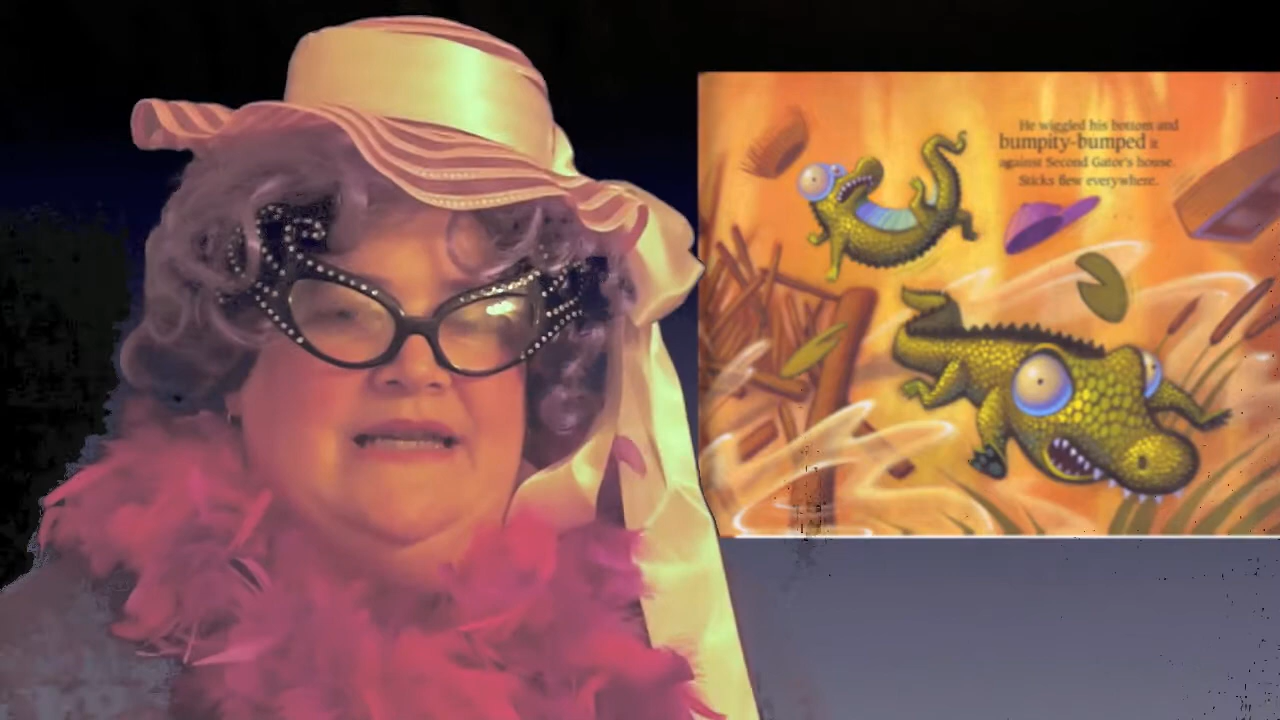 He wiggled his bottom and
bumpity-bumped it
against Second Gator's house.
Sticks flew everywhere.